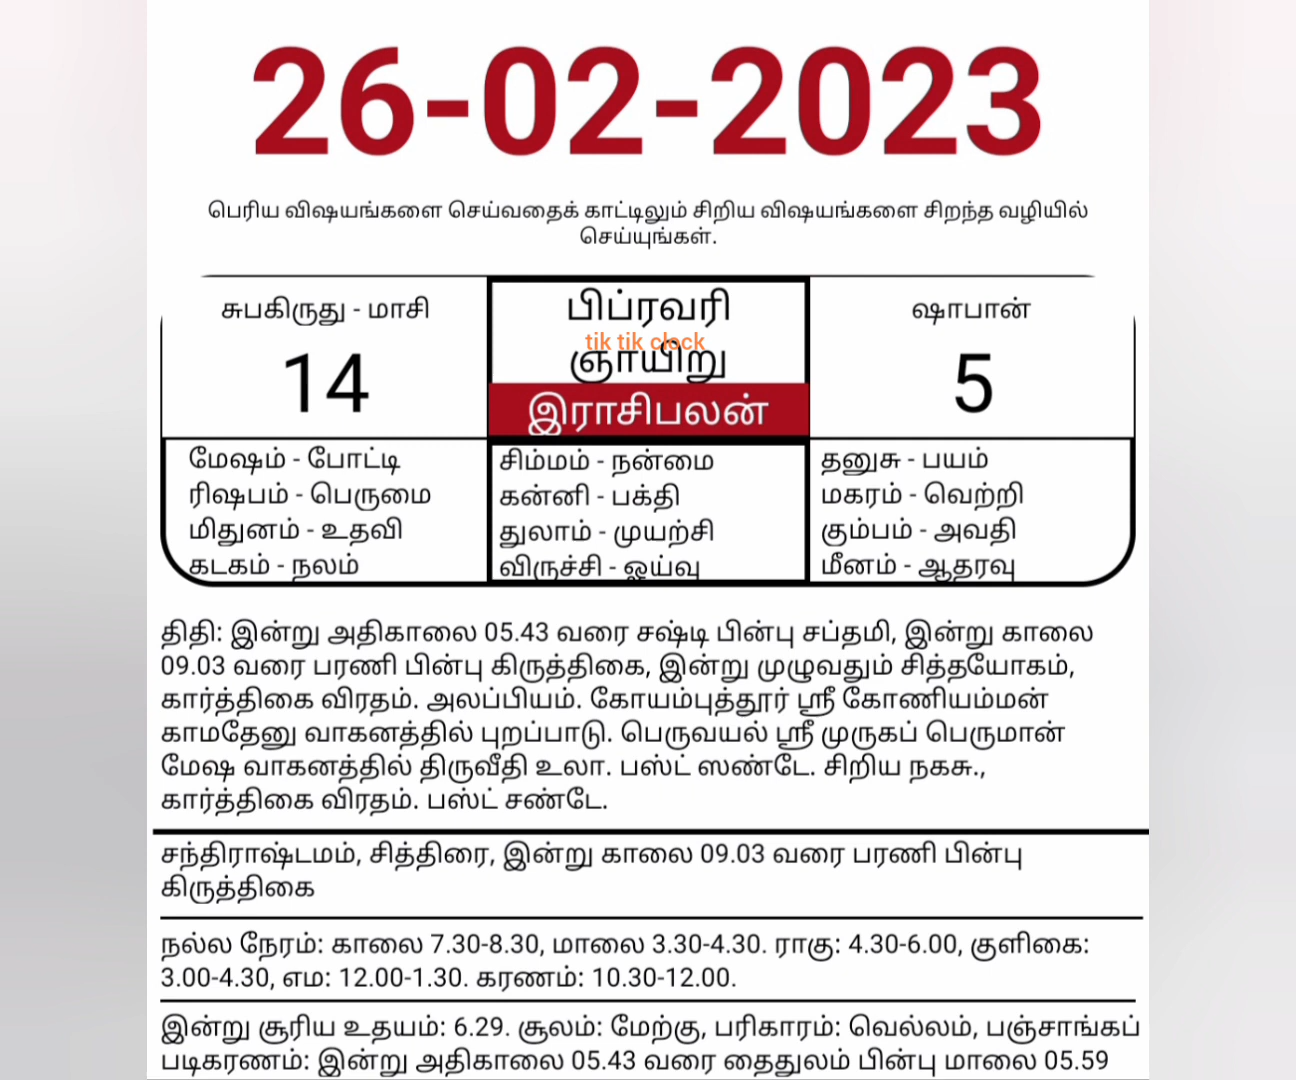 26-02-2023
பெரிய விஷயங்களை செய்வதைக் காட்டிலும் சிறிய விஷயங்களை சிறந்த வழியில்
செய்யுங்கள்.
சுபகிருது - மாசி
14
பிப்ரவரி
tik tik clock
ஞாயிறு
இராசிபலன்
ஷாபான்
5
மேஷம் - போட்டி
ரிஷபம் - பெருமை
மிதுனம் - உதவி
கடகம் - நலம்
சிம்மம் - நன்மை
கன்னி - பக்தி
துலாம் - முயற்சி
விருச்சி - ஓய்வு
தனுசு - பயம்
மகரம் - வெற்றி
கும்பம் - அவதி
மீனம் - ஆதரவு
திதி: இன்று அதிகாலை 05.43 வரை சஷ்டி பின்பு சப்தமி, இன்று காலை
09.03 வரை பரணி பின்பு கிருத்திகை, இன்று முழுவதும் சித்தயோகம்,
கார்த்திகை விரதம். அலப்பியம். கோயம்புத்தூர் ஸ்ரீ கோணியம்மன்
காமதேனு வாகனத்தில் புறப்பாடு. பெருவயல் ஸ்ரீ முருகப் பெருமான்
மேஷ வாகனத்தில் திருவீதி உலா. பஸ்ட் ஸண்டே. சிறிய நகசு.,
கார்த்திகை விரதம். பஸ்ட் சண்டே.
சந்திராஷ்டமம், சித்திரை, இன்று காலை 09.03 வரை பரணி பின்பு
கிருத்திகை
நல்ல நேரம்: காலை 7.30-8.30, மாலை 3.30-4.30. ராகு: 4.30-6.00, குளிகை:
3.00-4.30, எம: 12.00-1.30. கரணம்: 10.30-12.00.
இன்று சூரிய உதயம்: 6.29. சூலம்: மேற்கு, பரிகாரம்: வெல்லம், பஞ்சாங்கப்
படிகரணம்: இன்று அதிகாலை 05.43 வரை தைதுலம் பின்பு மாலை 05.59